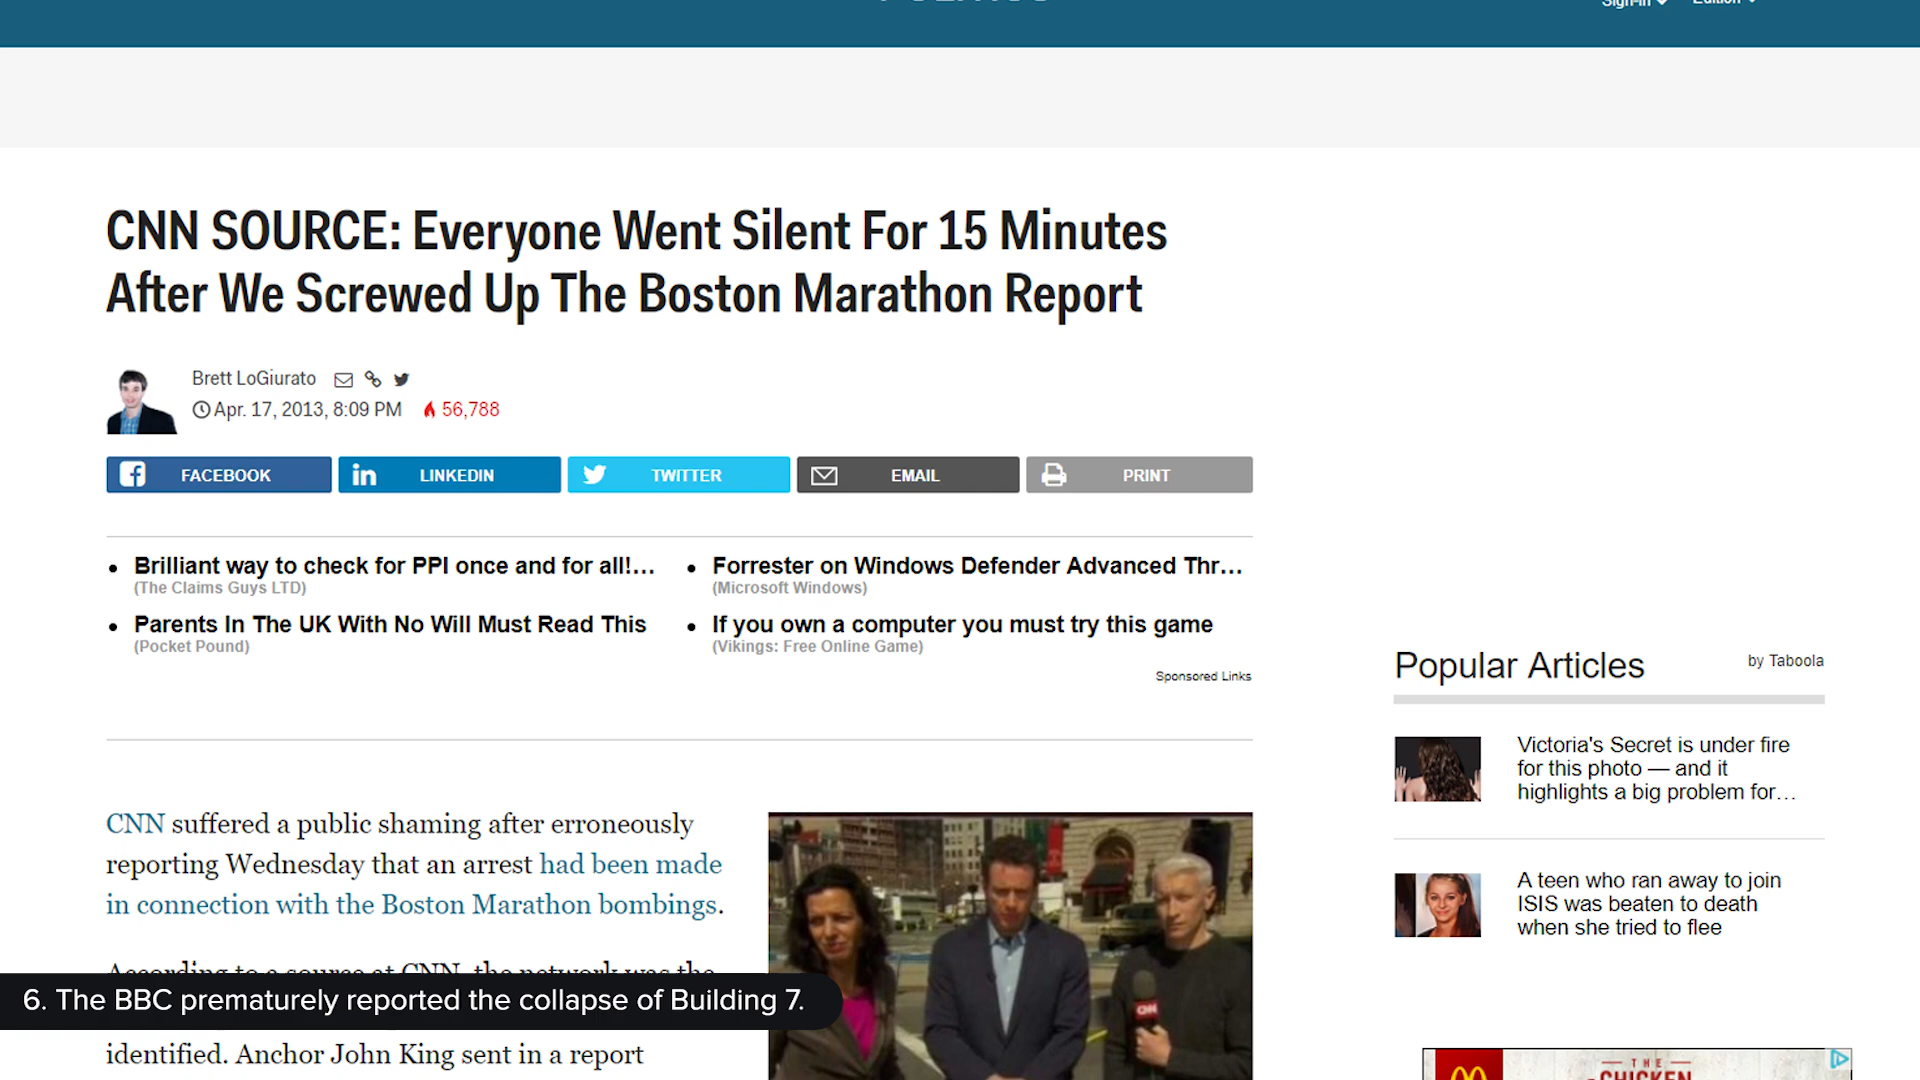 Sign-in
Edition
CNN SOURCE: Everyone Went Silent For 15 Minutes
After We Screwed Up The Boston Marathon Report
Brett LoGiurato
Apr. 17, 2013, 8:09 PM 56,788
FACEBOOK
LINKEDIN
TWITTER
EMAIL
PRINT
Brilliant way to check for PPI once and for all!...
(The Claims Guys LTD)
Forrester on Windows Defender Advanced Thr...
(Microsoft Windows)
Parents In The UK With No Will Must Read This
(Pocket Pound)
If you own a computer you must try this game
(Vikings: Free Online Game)
Sponsored Links
Popular Articles
by Taboola
Victoria's Secret is under fire
for this photo — and it
highlights a big problem for...
A teen who ran away to join
ISIS was beaten to death
when she tried to flee
CNN suffered a public shaming after erroneously
reporting Wednesday that an arrest had been made
in connection with the Boston Marathon bombings.
According to a source at CNN, the network was the
6. The BBC prematurely reported the collapse of Building 7.
identified. Anchor John King sent in a report
CNN
THE
CHICKEN